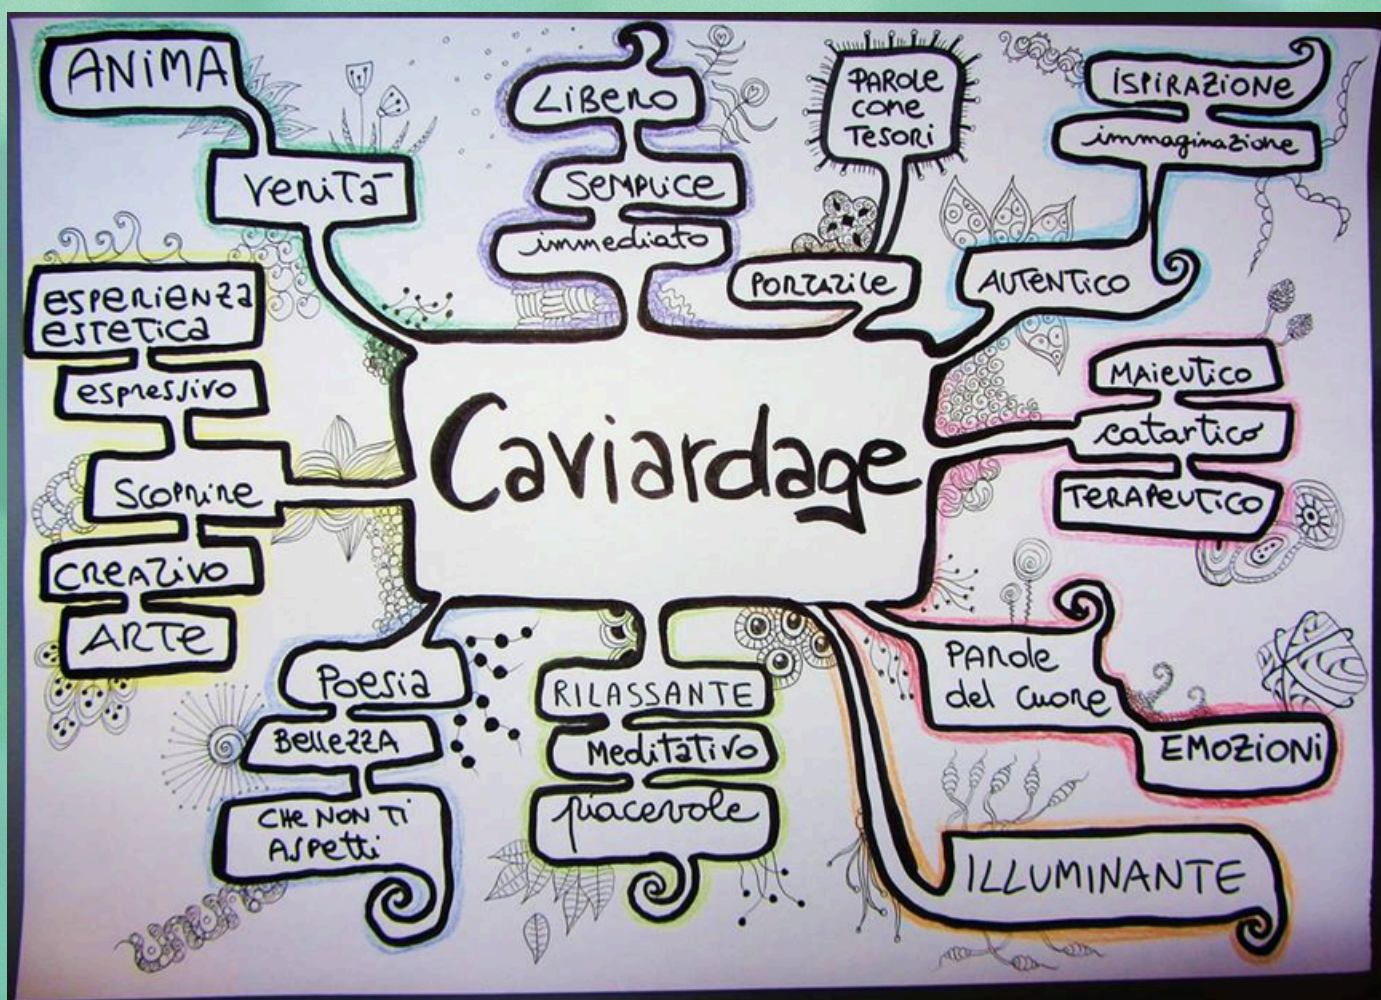 ANIMA
verità
LIBERO
SEMPLICE
immediato
PAROLE
COME
TESORI
PORTATILE
ISPIRAZIONE
immaginazione
AUTENTICO
esperienza
estetica
espressivo
SCOPRIRE
CREATIVO
ARTE
Caviardage
MAIEUTICO
catartico
TERAPEUTICO
Poesia
BellezzA
CHE NON TI
ASPETTI
RILASSANTE
MeditaTivo
piacevole
PARole
del cuore
EMOZIONI
ILLUMINANTE